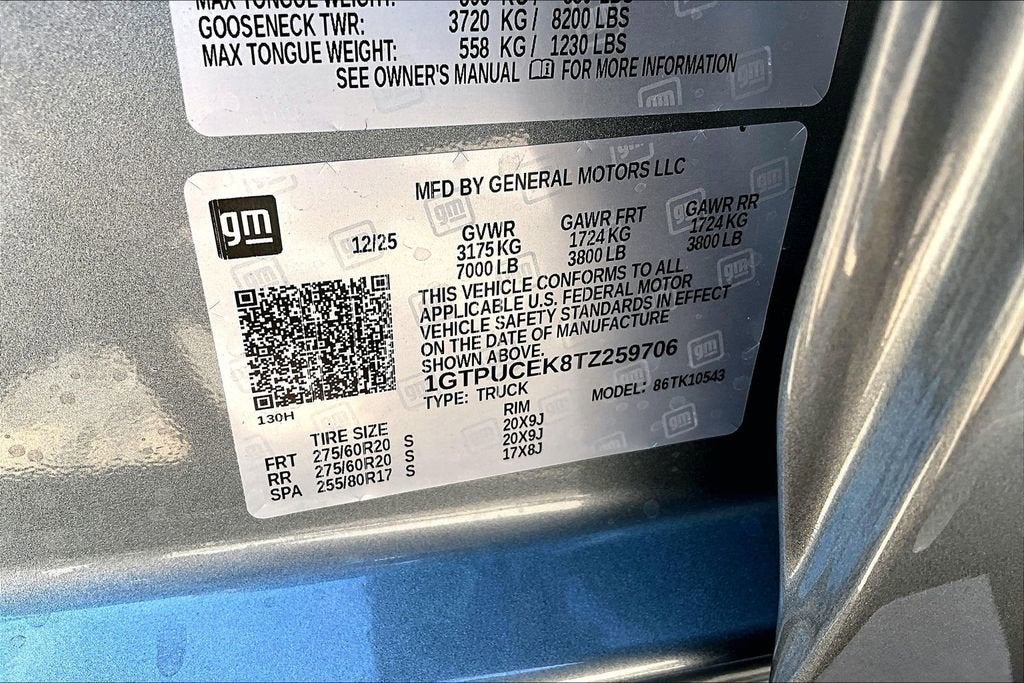 MAX TONGUE WEIGHT:
GOOSENECK TWR: 3720 KG / 8200 LBS
MAX TONGUE WEIGHT: 558 KG / 1230 LBS
SEE OWNER'S MANUAL FOR MORE INFORMATION
gm
MFD BY GENERAL MOTORS LLC
12/25 GVWR GAWR FRT GAWR RR
3175 KG 1724 KG 1724 KG
7000 LB 3800 LB 3800 LB
THIS VEHICLE CONFORMS TO ALL
APPLICABLE U.S. FEDERAL MOTOR
VEHICLE SAFETY STANDARDS IN EFFECT
ON THE DATE OF MANUFACTURE
SHOWN ABOVE.
1GTPUCEK8TZ259706
TYPE: TRUCK MODEL: 86TK10543
130H
TIRE SIZE RIM
FRT 275/60R20 S 20X9J
RR 275/60R20 S 20X9J
SPA 255/80R17 S 17X8J